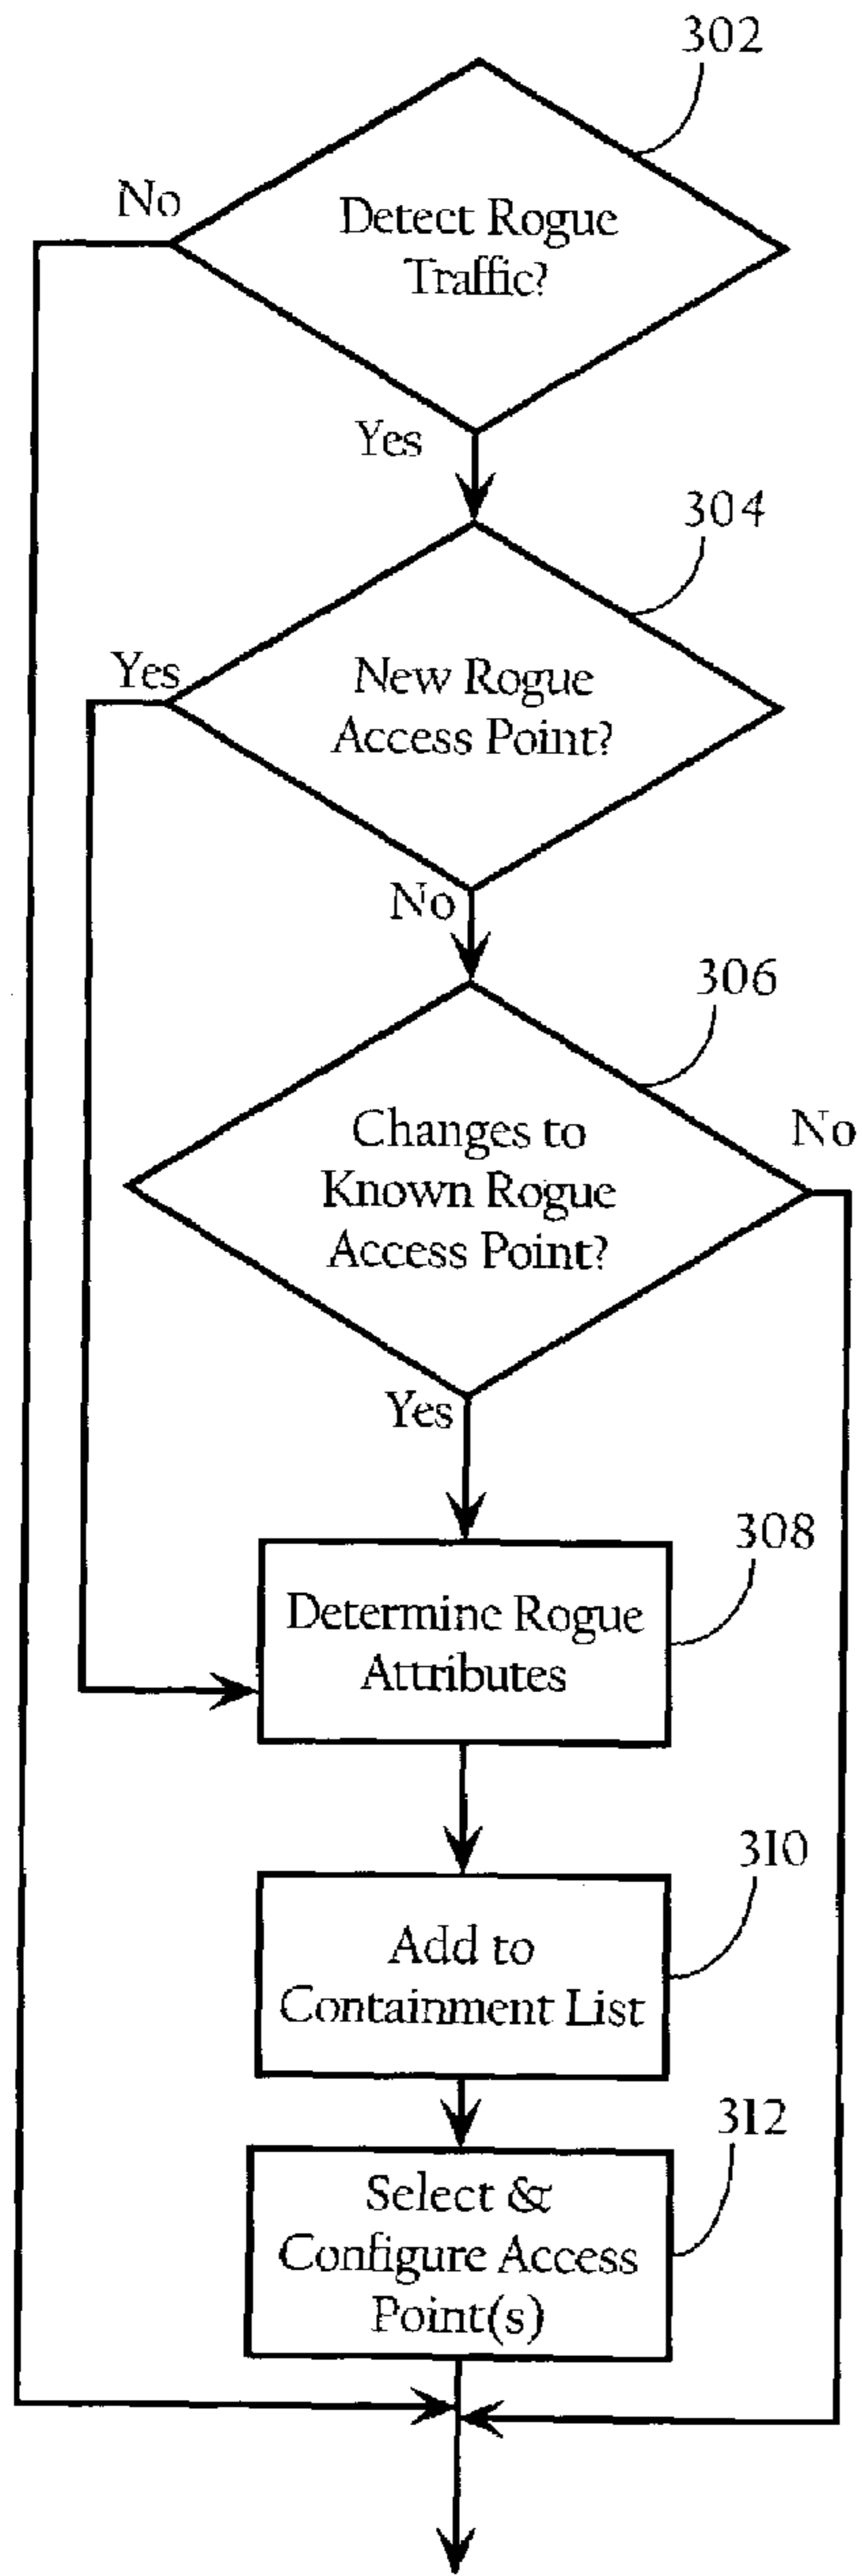 302
No
Detect Rogue
Traffic?
Yes
304
Yes
New Rogue
Access Point?
No
306
Changes to
Known Rogue
Access Point?
No
Yes
308
Determine Rogue
Attributes
310
Add to
Containment List
312
Select &
Configure Access
Point(s)